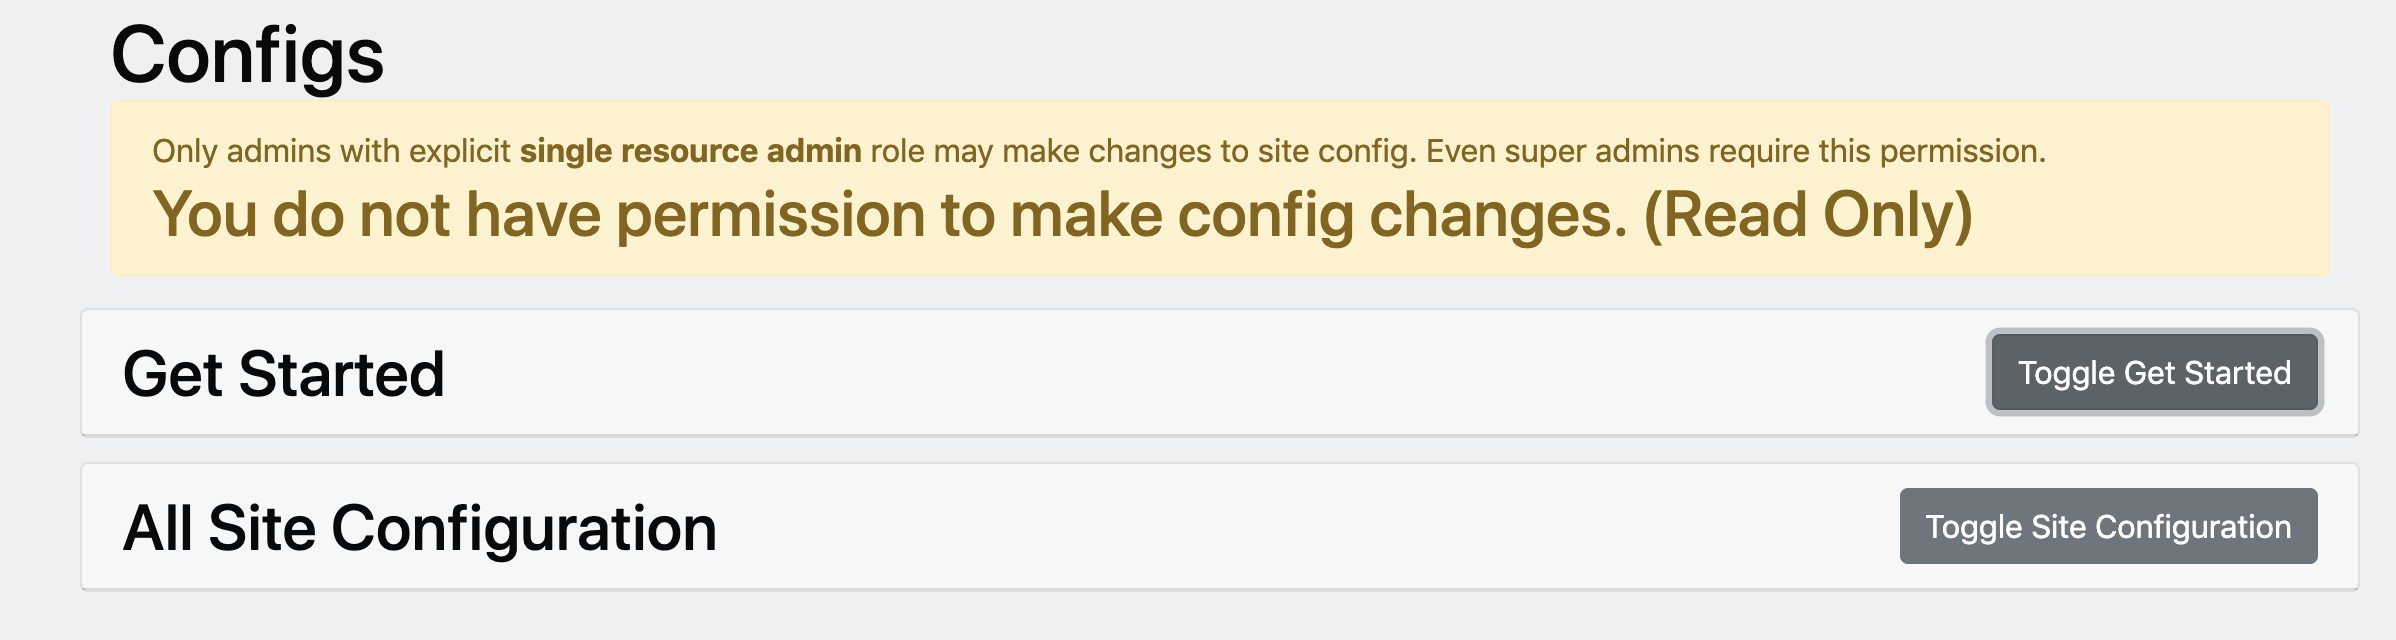 Configs
Only admins with explicit single resource admin role may make changes to site config. Even super admins require this permission.
You do not have permission to make config changes. (Read Only)
Get Started
Toggle Get Started
All Site Configuration
Toggle Site Configuration